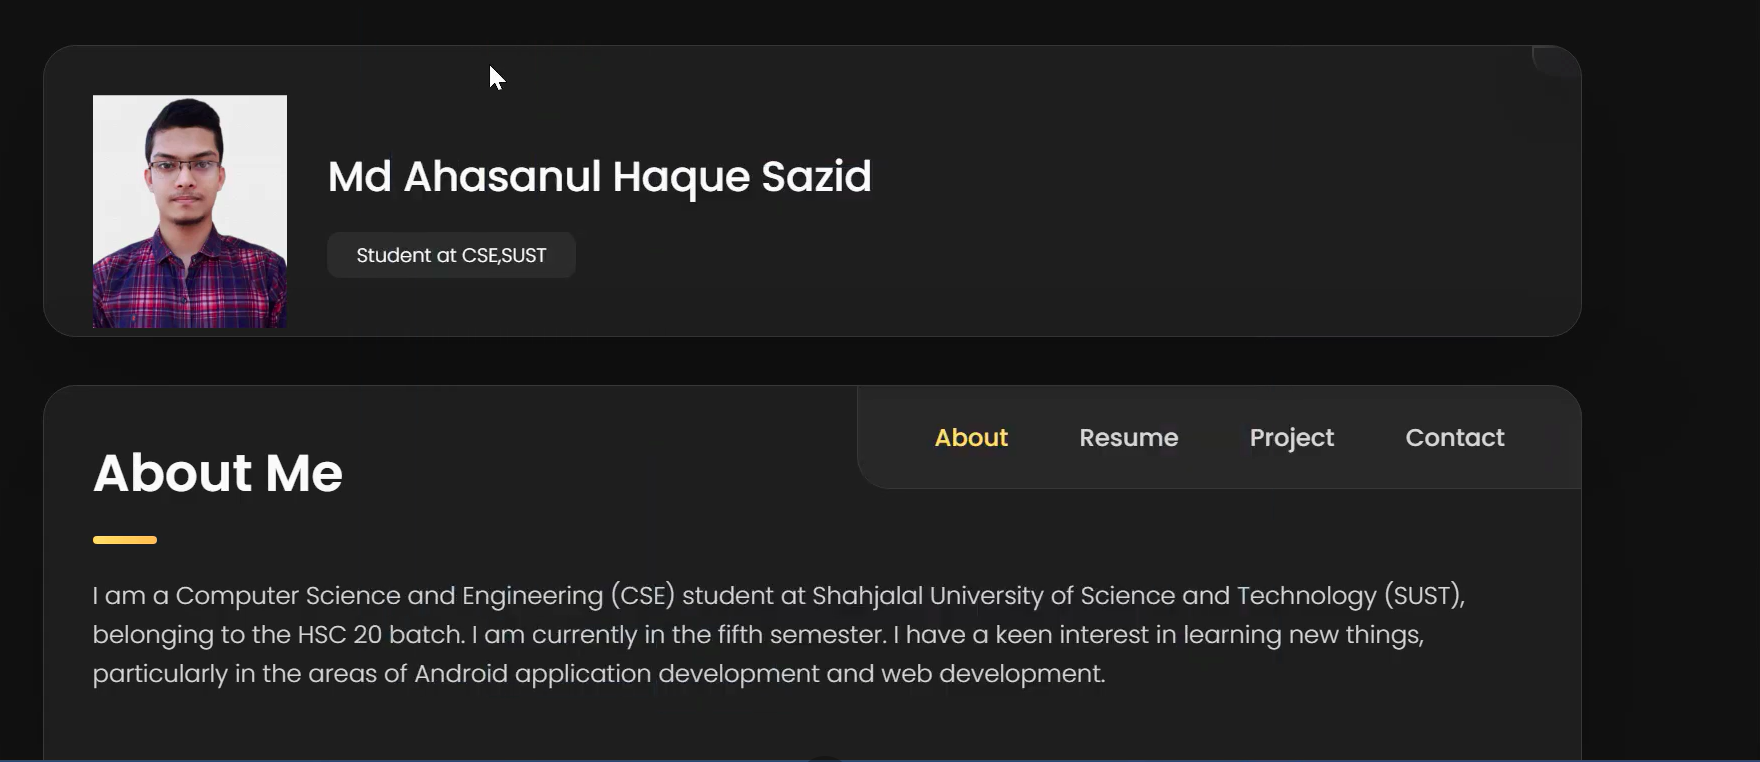 Md Ahasanul Haque Sazid
Student at CSE,SUST
About Resume Project Contact
About Me
I am a Computer Science and Engineering (CSE) student at Shahjalal University of Science and Technology (SUST),
belonging to the HSC 20 batch. I am currently in the fifth semester. I have a keen interest in learning new things,
particularly in the areas of Android application development and web development.